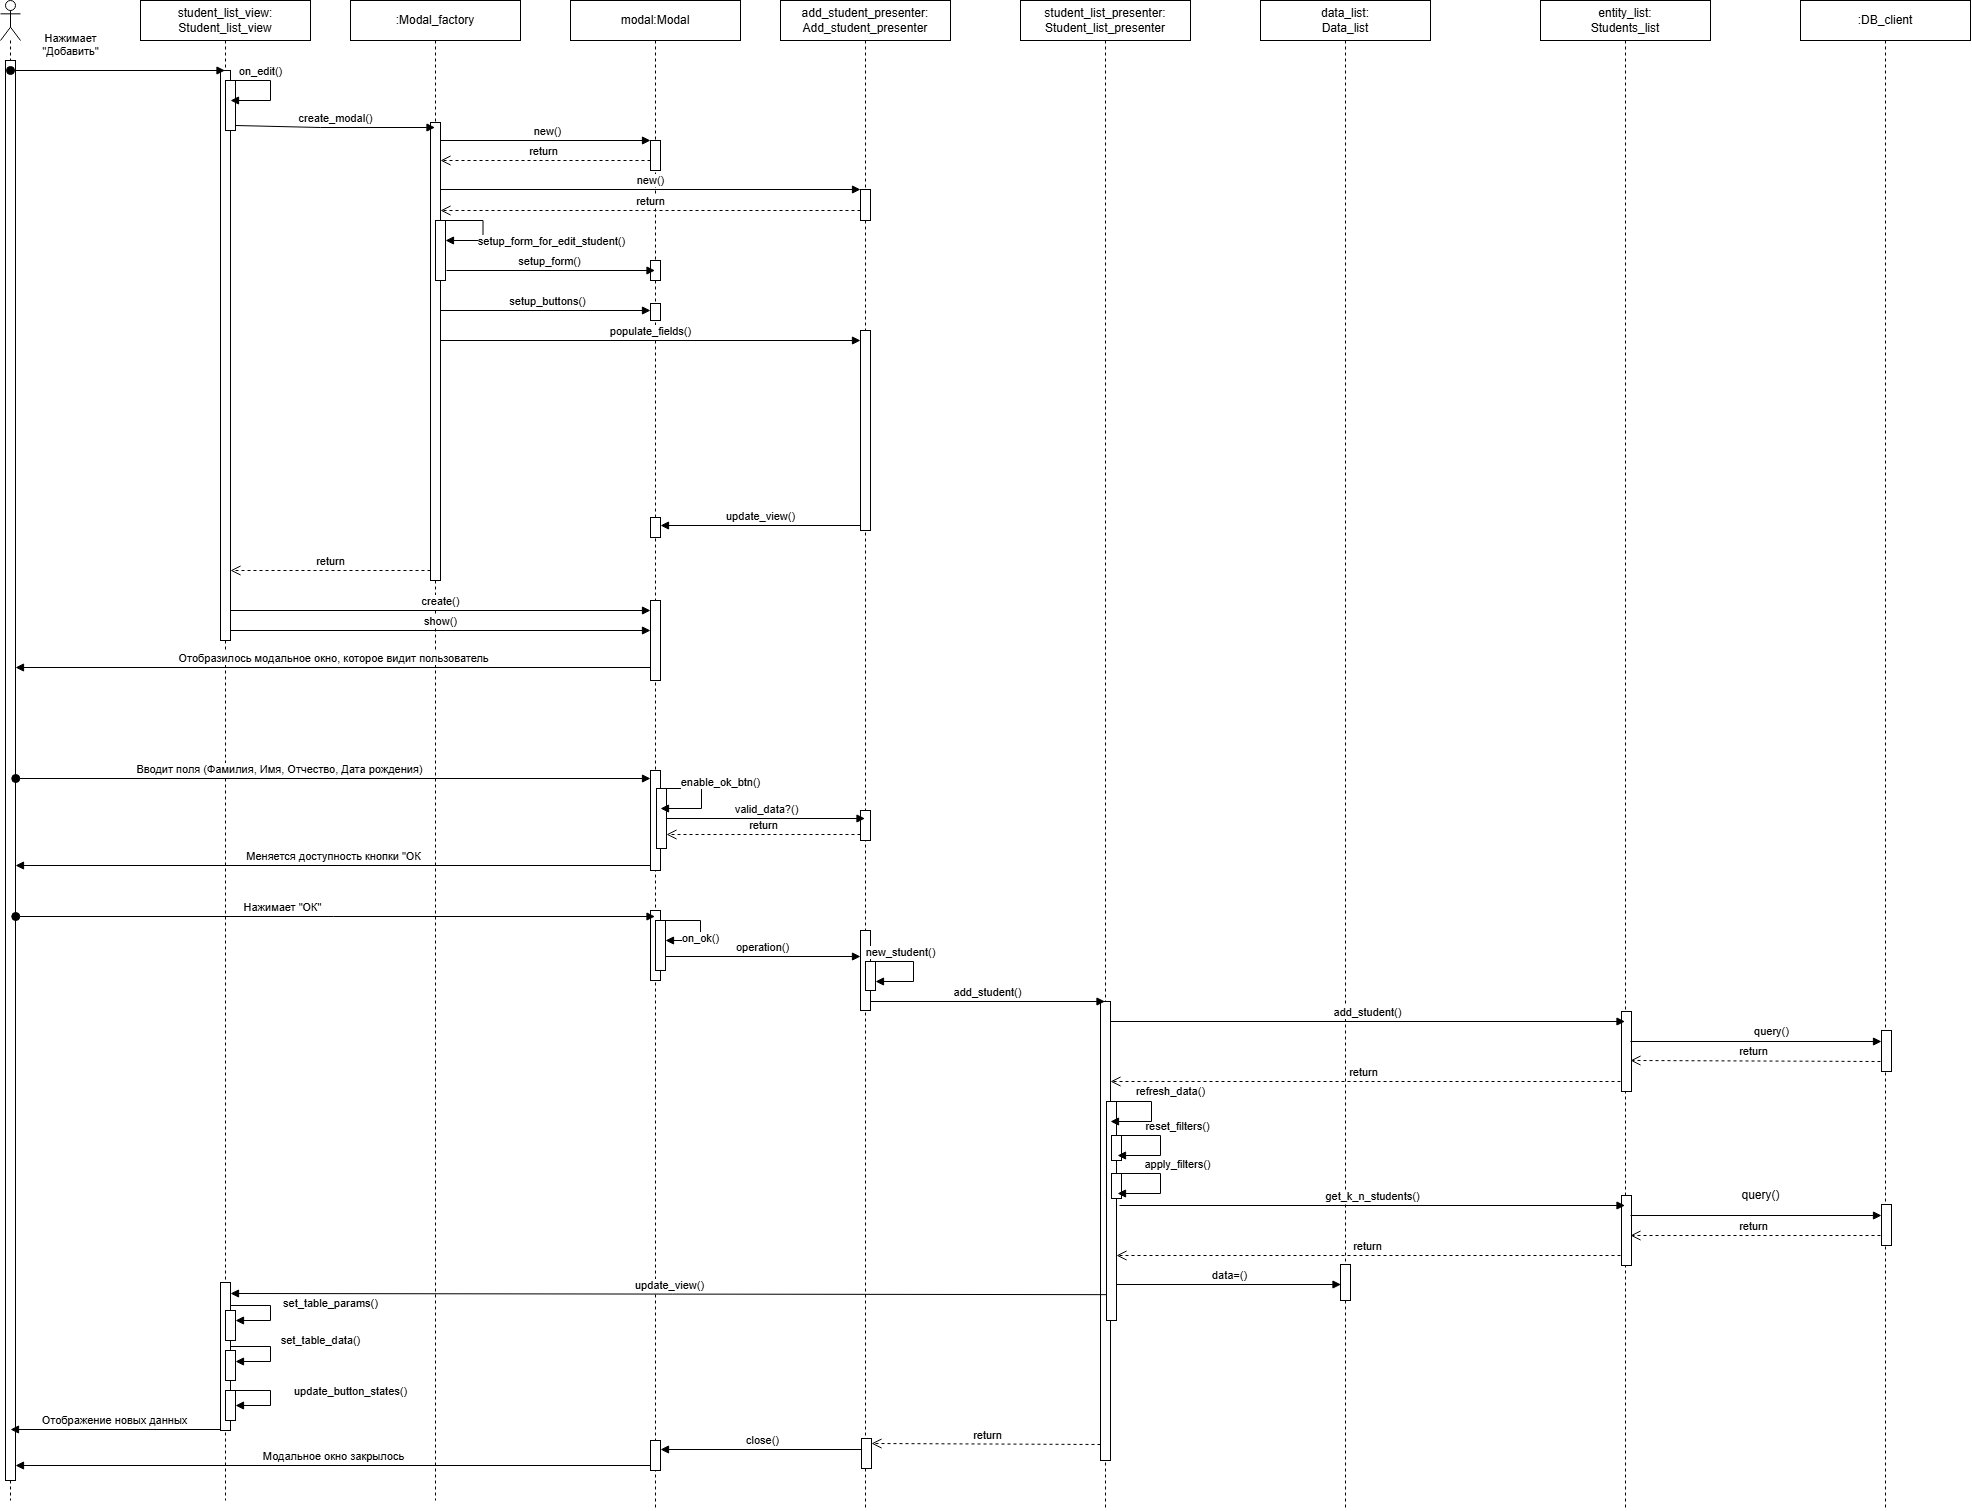 student_list_view:
Student_list_view
:Modal_factory
modal:Modal
add_student_presenter:
Add_student_presenter
student_list_presenter:
Student_list_presenter
data_list:
Data_list
entity_list:
Students_list
:DB_client
Нажимает
"Добавить"
on_edit()
create_modal()
new()
return
new()
return
setup_form_for_edit_student()
setup_form()
setup_buttons()
populate_fields()
update_view()
return
create()
show()
Отобразилось модальное окно, которое видит пользователь
Вводит поля (Фамилия, Имя, Отчество, Дата рождения)
enable_ok_btn()
valid_data?()
return
Меняется доступность кнопки "ОК
Нажимает "ОК"
on_ok()
operation()
new_student()
add_student()
add_student()
query()
return
return
refresh_data()
reset_filters()
apply_filters()
get_k_n_students()
query()
return
return
data=()
update_view()
set_table_params()
set_table_data()
update_button_states()
Отображение новых данных
return
close()
Модальное окно закрылось